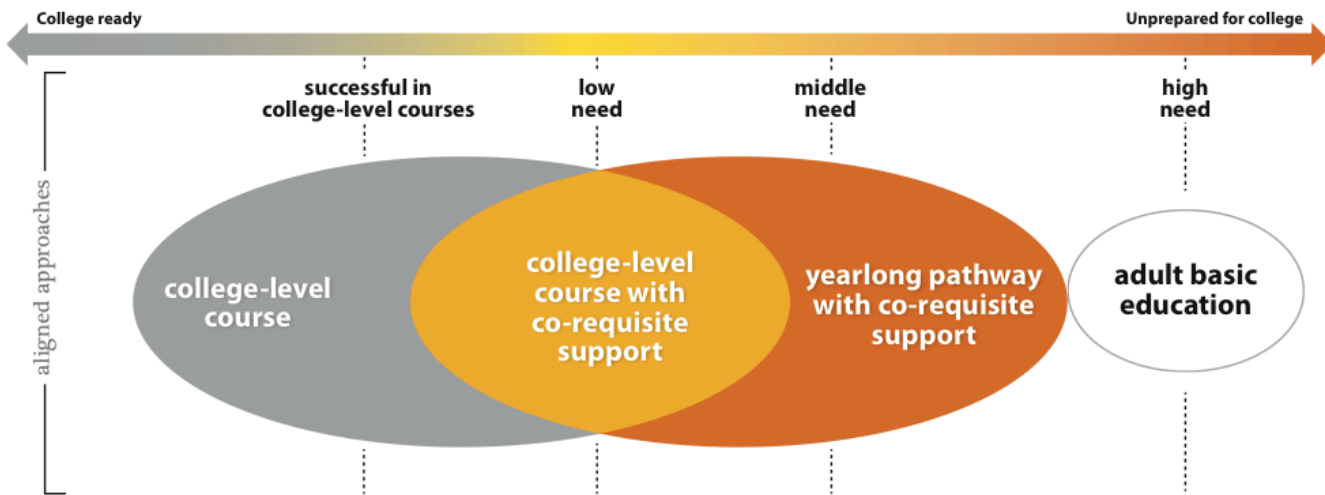 College ready
Unprepared for college
successful in
college-level courses
low
need
middle
need
high
need
aligned approaches
college-level
course
college-level
course with
co-requisite
support
yearlong pathway
with co-requisite
support
adult basic
education